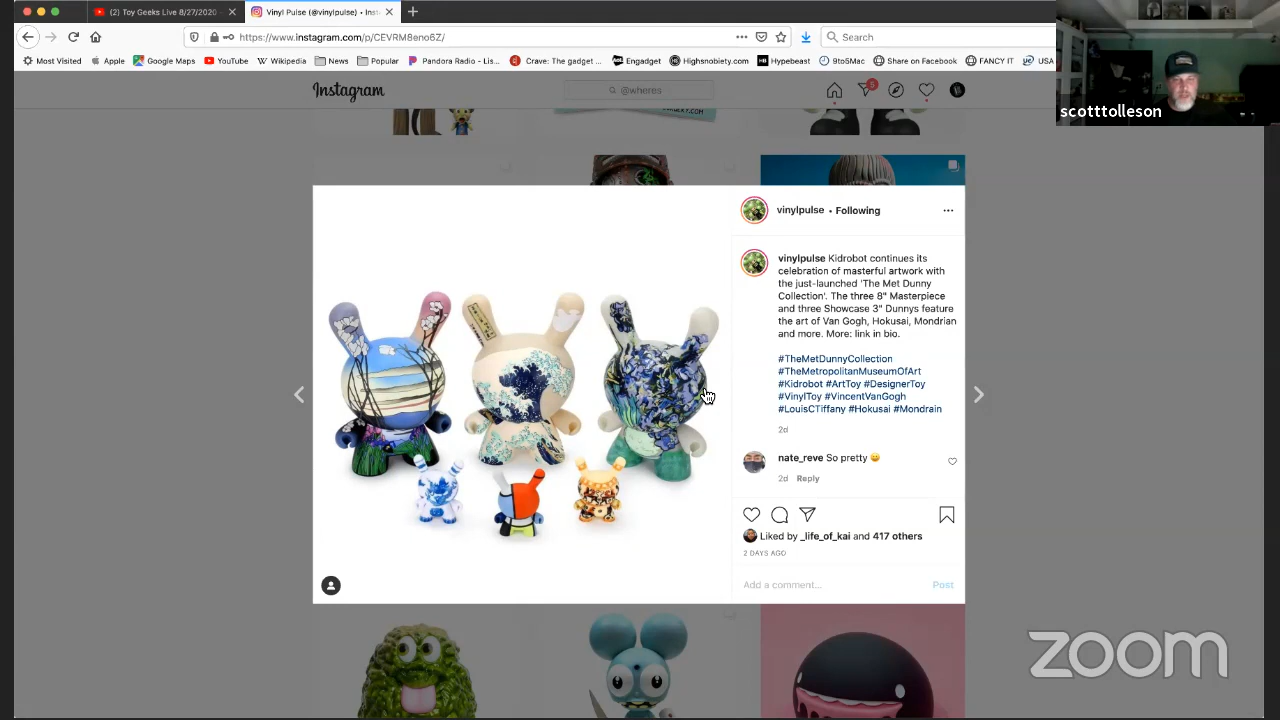 (2) Toy Geeks Live 8/27/2020
Vinyl Pulse (@vinylpulse) • Inst
https://www.instagram.com/p/CEVRM8eno6Z/
Search
Most Visited
Apple
Google Maps
YouTube
Wikipedia
News
Popular
Pandora Radio - Lis...
Crave: The gadget ...
Engadget
Highsnobiety.com
Hypebeast
9to5Mac
Share on Facebook
FANCY IT
USA
scotttolleson
Instagram
@wheres
5
vinylpulse • Following
vinylpulse Kidrobot continues its
celebration of masterful artwork with
the just-launched 'The Met Dunny
Collection'. The three 8" Masterpiece
and three Showcase 3" Dunnys feature
the art of Van Gogh, Hokusai, Mondrian
and more. More: link in bio.
#TheMetDunnyCollection
#TheMetropolitanMuseumOfArt
#Kidrobot #ArtToy #DesignerToy
#VinylToy #VincentVanGogh
#LouisCTiffany #Hokusai #Mondrain
2d
nate_reve So pretty 😄
2d Reply
Liked by _life_of_kai and 417 others
2 DAYS AGO
Add a comment...
Post
zoom